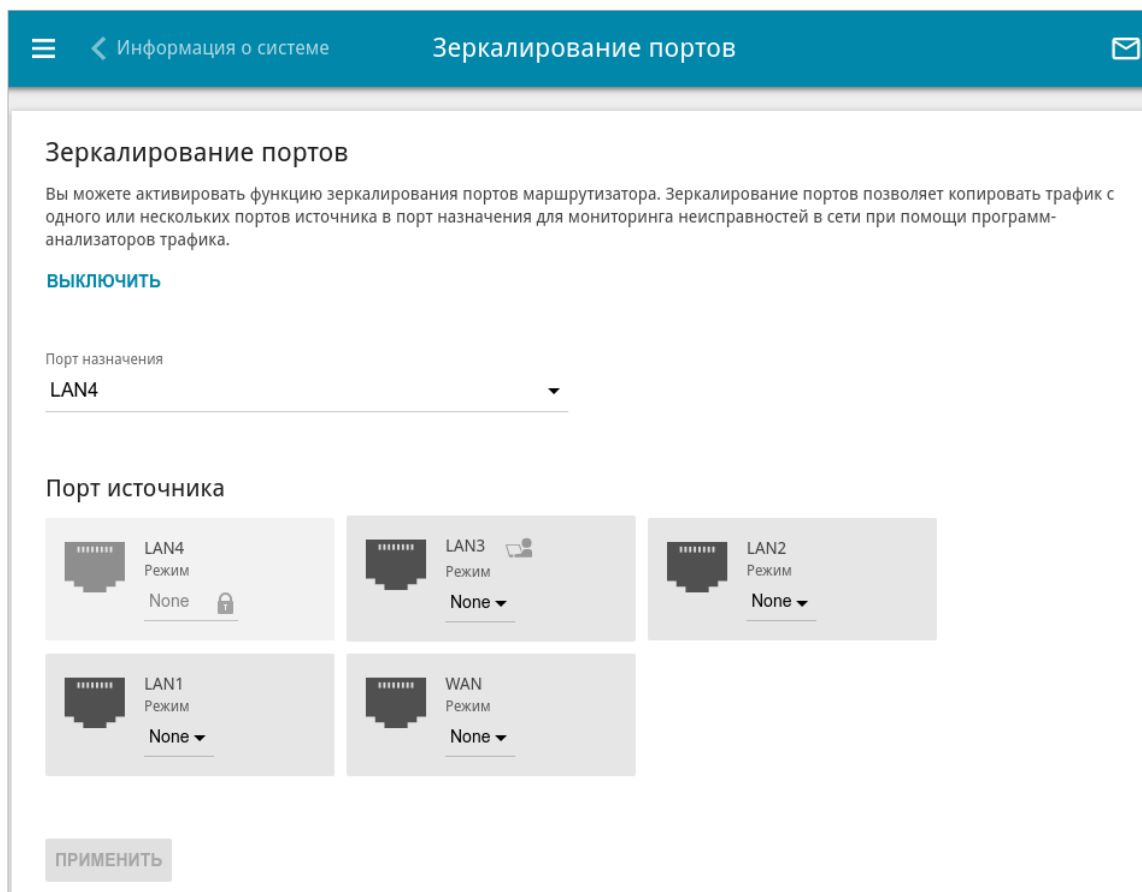 Информация о системе
Зеркалирование портов
Зеркалирование портов
Вы можете активировать функцию зеркалирования портов маршрутизатора. Зеркалирование портов позволяет копировать трафик с
одного или нескольких портов источника в порт назначения для мониторинга неисправностей в сети при помощи программ-
анализаторов трафика.
ВЫКЛЮЧИТЬ
Порт назначения
LAN4
Порт источника
LAN4
Режим
None
LAN3
Режим
None
LAN2
Режим
None
LAN1
Режим
None
WAN
Режим
None
ПРИМЕНИТЬ